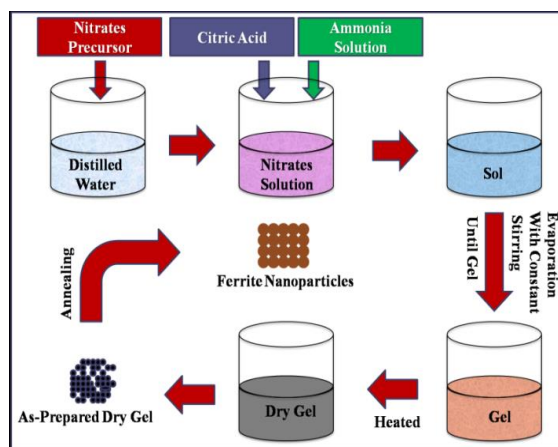 Nitrates
Precursor
Citric Acid
Ammonia
Solution
Distilled
Water
Nitrates
Solution
Sol
Evaporation
With Constant
Stirring
Until Gel
Annealing
Ferrite Nanoparticles
As-Prepared Dry Gel
Dry Gel
Heated
Gel